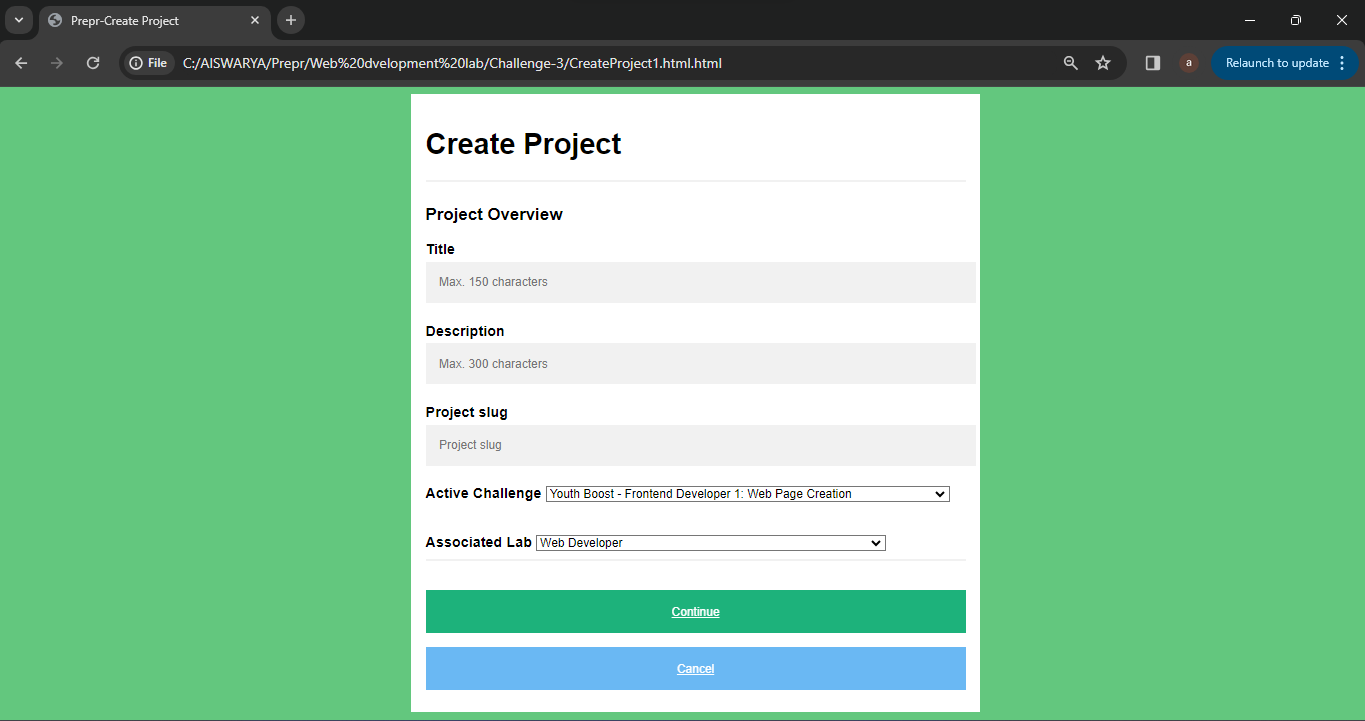 Prepr-Create Project
File C:/AISWARYA/Prepr/Web%20dvelopment%20lab/Challenge-3/CreateProject1.html.html a Relaunch to update
Create Project
Project Overview
Title
Max. 150 characters
Description
Max. 300 characters
Project slug
Project slug
Active Challenge Youth Boost - Frontend Developer 1: Web Page Creation
Associated Lab Web Developer
Continue
Cancel